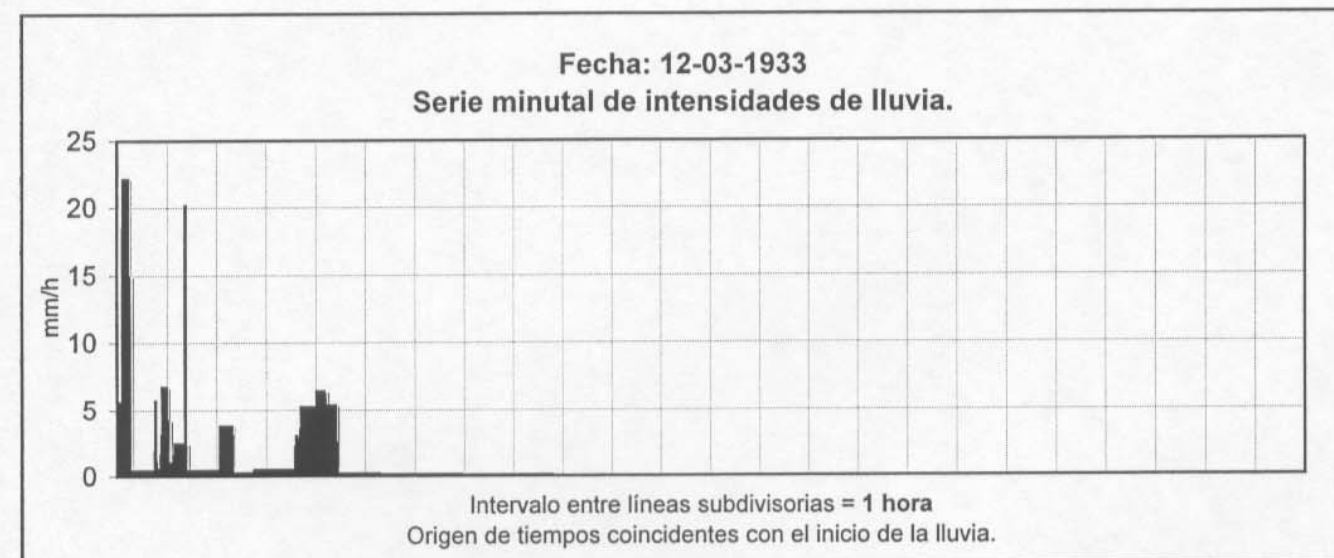 Fecha: 12-03-1933
Serie minutal de intensidades de lluvia.
25
20
15
10
5
0
mm/h
Intervalo entre líneas subdivisorias = 1 hora
Origen de tiempos coincidentes con el inicio de la lluvia.